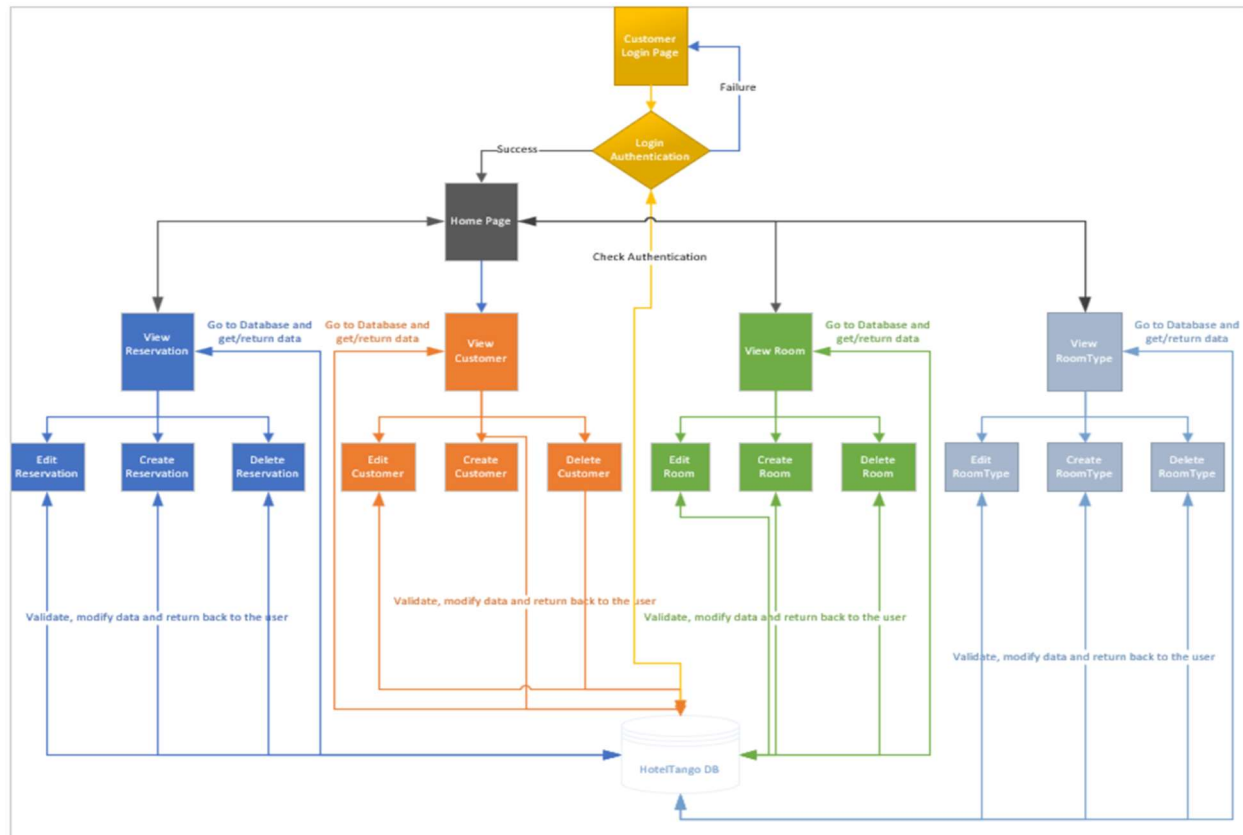 Customer
Login Page
Failure
Login
Authentication
Success
Home Page
Check Authentication
View
Reservation
Go to Database and
get/return data
Go to Database and
get/return data
View
Customer
View Room
Go to Database and
get/return data
View
RoomType
Go to Database and
get/return data
Edit
Reservation
Create
Reservation
Delete
Reservation
Edit
Customer
Create
Customer
Delete
Customer
Edit
Room
Create
Room
Delete
Room
Edit
RoomType
Create
RoomType
Delete
RoomType
Validate, modify data and return back to the user
Validate, modify data and return back to the user
Validate, modify data and return back to the user
Validate, modify data and return back to the user
HotelTango DB